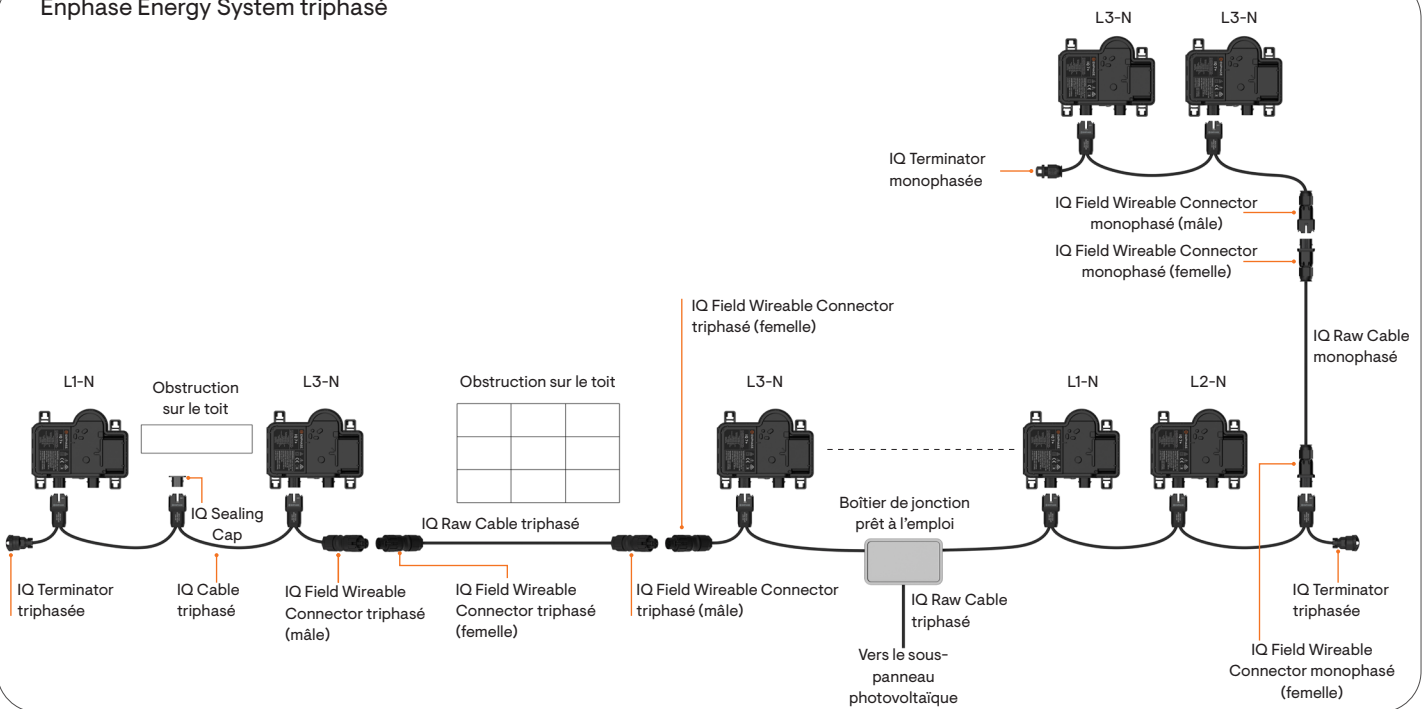 Enphase Energy System triphasé
L3-N
L3-N
IQ Terminator
monophasée
IQ Field Wireable Connector
monophasé (mâle)
IQ Field Wireable Connector
monophasé (femelle)
IQ Raw Cable
monophasé
IQ Field Wireable Connector
triphasé (femelle)
L1-N
Obstruction
sur le toit
L3-N
Obstruction sur le toit
L3-N
L1-N
L2-N
IQ Sealing
Cap
IQ Raw Cable triphasé
Boîtier de jonction
prêt à l’emploi
IQ Terminator
triphasée
IQ Cable
triphasé
IQ Field Wireable
Connector triphasé
(mâle)
IQ Field Wireable
Connector triphasé
(femelle)
IQ Field Wireable Connector
triphasé (mâle)
IQ Raw Cable
triphasé
Vers le sous-
panneau
photovoltaïque
IQ Terminator
triphasée
IQ Field Wireable
Connector monophasé
(femelle)